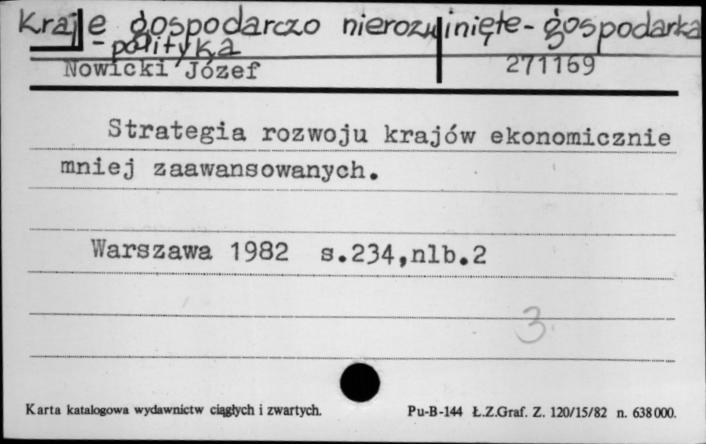 Kraje gospodarczo nierozwinięte - gospodarka
- polityka
Nowicki Józef 271169
Strategia rozwoju krajów ekonomicznie
mniej zaawansowanych.
Warszawa 1982 s.234,nlb.2
3.
Karta katalogowa wydawnictw ciągłych i zwartych. Pu-B-144 Ł.Z.Graf. Z. 120/15/82 n. 638000.